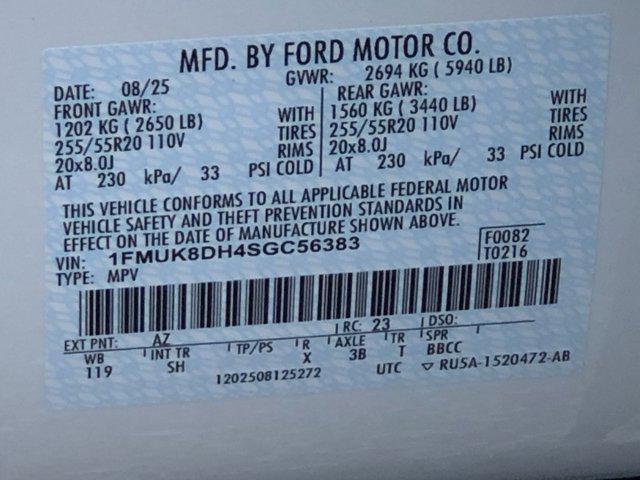 MFD. BY FORD MOTOR CO.
DATE: 08/25 GVWR: 2694 KG ( 5940 LB)
FRONT GAWR: REAR GAWR:
1202 KG ( 2650 LB) WITH 1560 KG ( 3440 LB) WITH
255/55R20 110V TIRES 255/55R20 110V TIRES
20x8.0J RIMS 20x8.0J RIMS
AT 230 kPa/ 33 PSI COLD AT 230 kPa/ 33 PSI COLD
THIS VEHICLE CONFORMS TO ALL APPLICABLE FEDERAL MOTOR
VEHICLE SAFETY AND THEFT PREVENTION STANDARDS IN
EFFECT ON THE DATE OF MANUFACTURE SHOWN ABOVE.
VIN: 1FMUK8DH4SGC56383 F0082
TYPE: MPV T0216
EXT PNT: AZ RC: 23 DSO:
WB INT TR TP/PS R AXLE TR SPR
119 SH X 3B T BBCC
1202508125272 UTC ▽ RU5A-1520472-AB